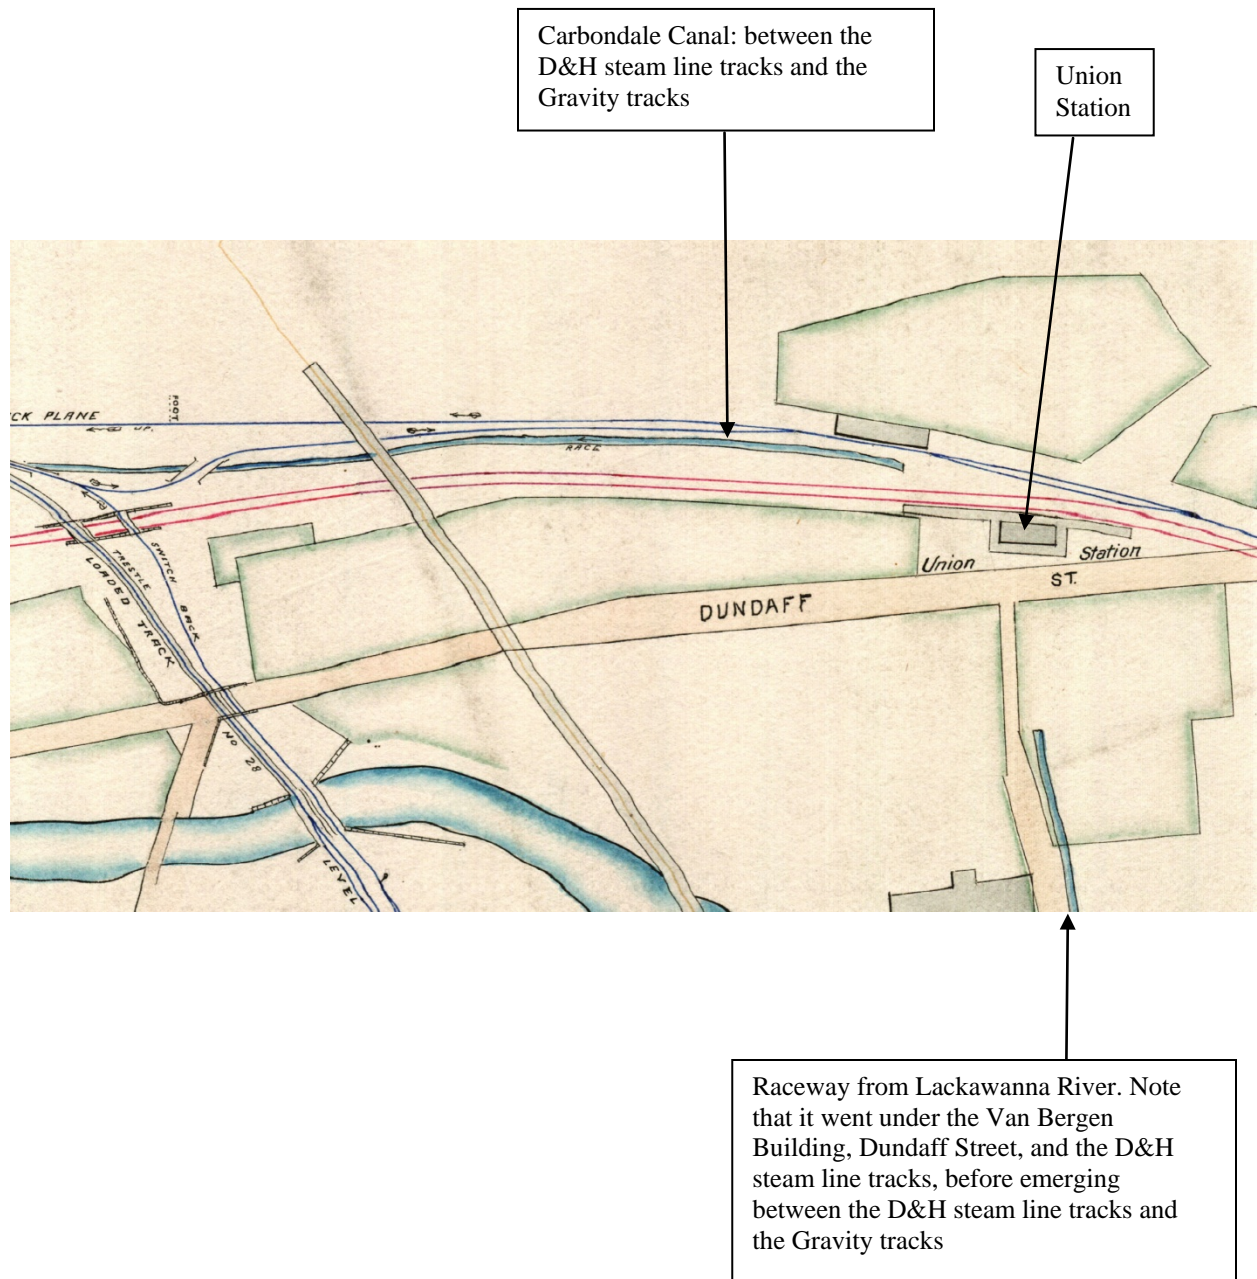 Carbondale Canal: between the
D&H steam line tracks and the
Gravity tracks
Union
Station
CK PLANE
UP.
FOOT.
RACE
TRESTLE
LOADED TRACK
SWITCH BACK
Union Station
DUNDAFF ST.
NO 28
LEVEL
Raceway from Lackawanna River. Note
that it went under the Van Bergen
Building, Dundaff Street, and the D&H
steam line tracks, before emerging
between the D&H steam line tracks and
the Gravity tracks